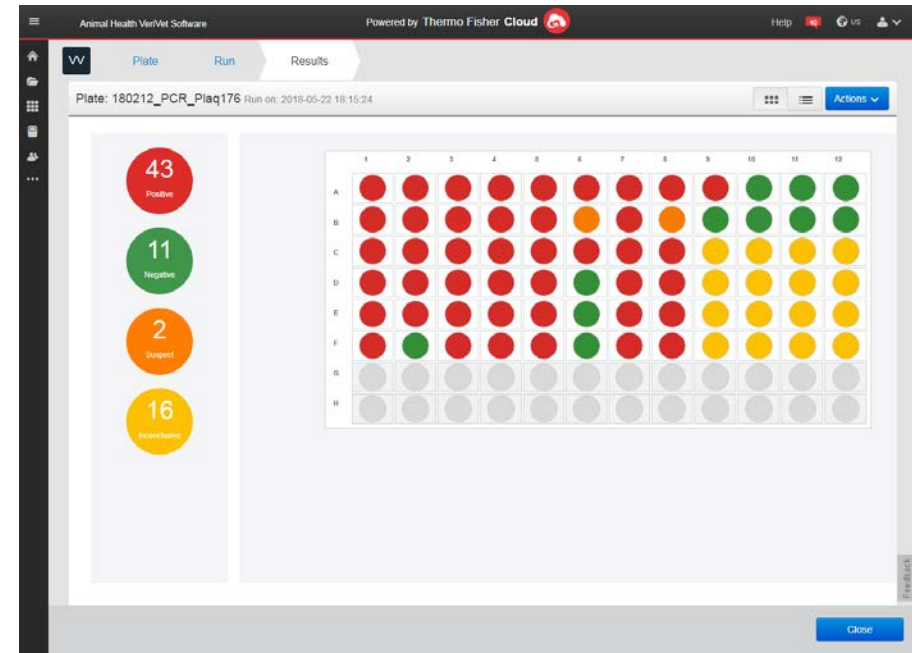 Animal Health VeriVet Software
Powered by Thermo Fisher Cloud
Help
US
VV
Plate
Run
Results
Plate: 180212_PCR_Plaq176 Run on: 2018-05-22 18:15:24
Actions
43
Positive
11
Negative
2
Suspect
16
Inconclusive
1 2 3 4 5 6 7 8 9 10 11 12
A
B
C
D
E
F
G
H
Feedback
Close